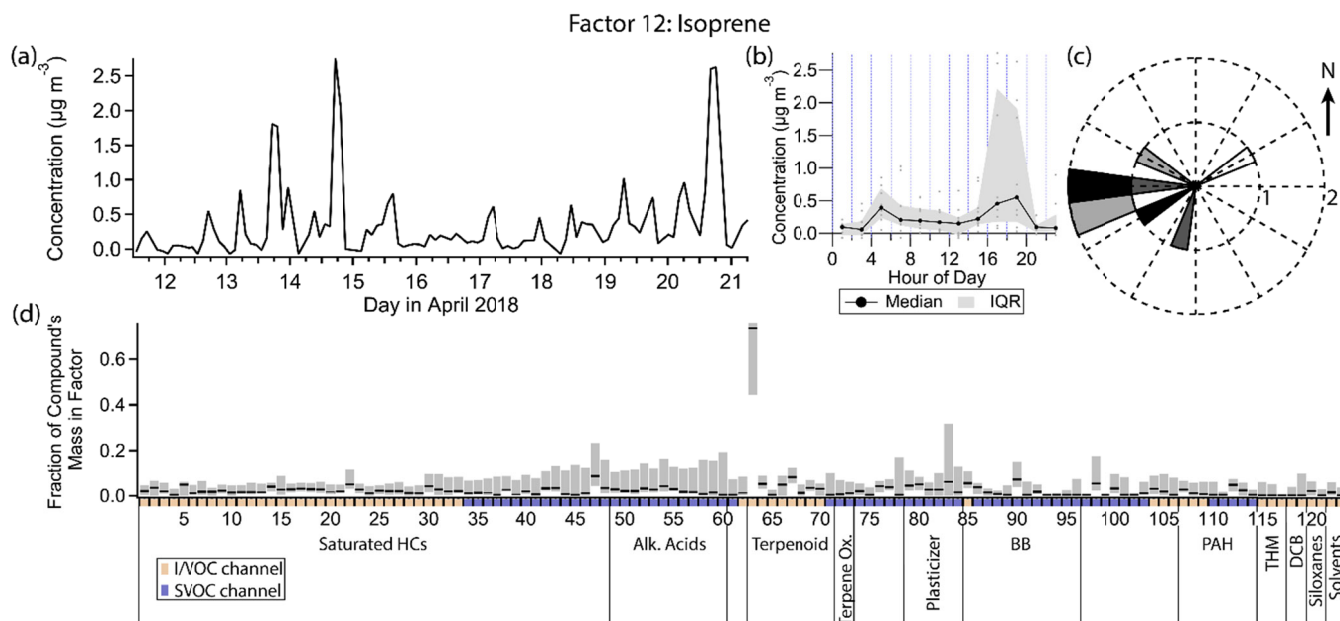 Factor 12: Isoprene
(a)
Concentration (µg m⁻³)
2.5
2.0
1.5
1.0
0.5
0.0
12 13 14 15 16 17 18 19 20 21
Day in April 2018
(b)
Concentration (µg m⁻³)
2.5
2.0
1.5
1.0
0.5
0.0
0 4 8 12 16 20
Hour of Day
Median IQR
(c)
N
1 2
(d)
Fraction of Compound's
Mass in Factor
0.6
0.4
0.2
0.0
5 10 15 20 25 30 35 40 45 50 55 60 65 70 75 80 85 90 95 100 105 110 115 120
Saturated HCs Alk. Acids Terpenoid Terpene Ox. Plasticizer BB PAH THM DCB Siloxanes Solvents
I/VOC channel
SVOC channel